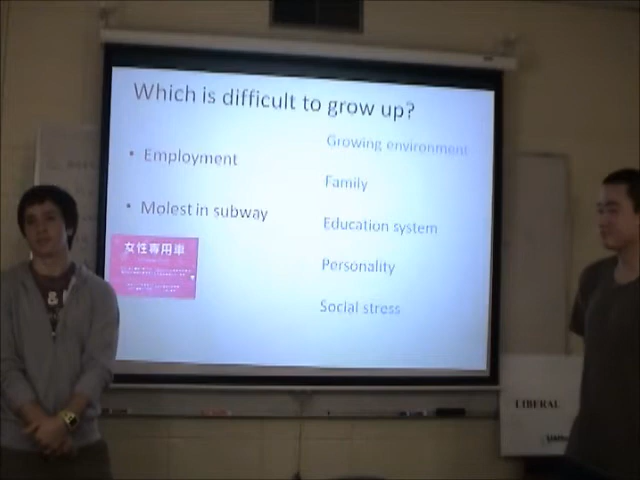 Which is difficult to grow up?
• Employment
• Molest in subway
女性専用車
Growing environment
Family
Education system
Personality
Social stress
LIBERAL